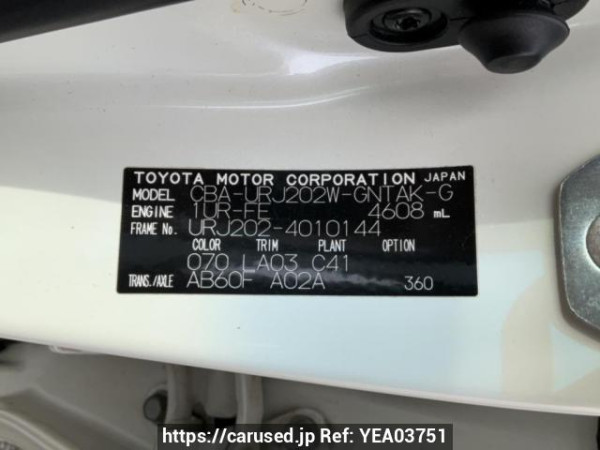 TOYOTA MOTOR CORPORATION JAPAN
MODEL CBA-URJ202W-GNTAK-G
ENGINE 1UR-FE 4608 mL
FRAME No. URJ202-4010144
COLOR TRIM PLANT OPTION
070 LA03 C41
TRANS./AXLE AB60F A02A 360
https://carused.jp Ref: YEA03751